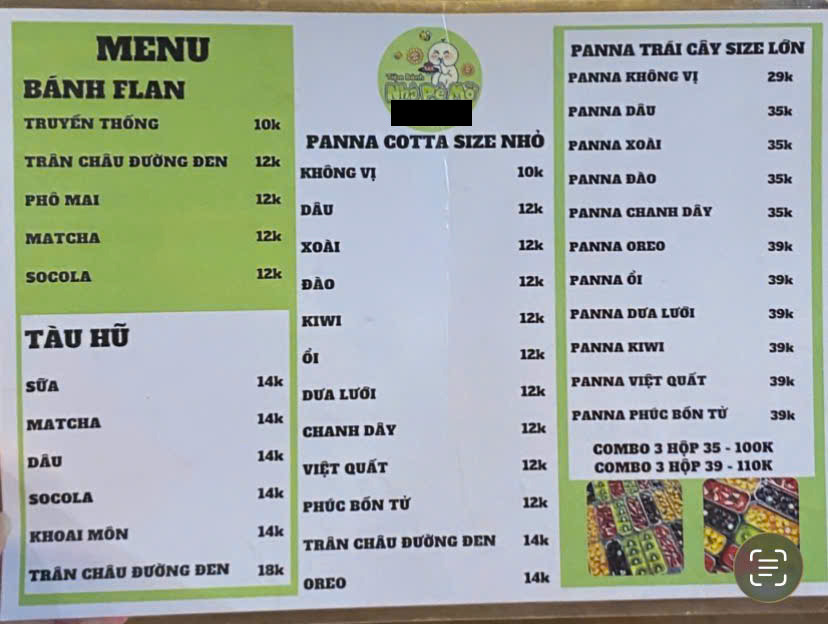 MENU
BÁNH FLAN
TRUYỀN THỐNG 10k
TRÂN CHÂU ĐƯỜNG ĐEN 12k
PHÔ MAI 12k
MATCHA 12k
SOCOLA 12k
TÀU HŨ
SỮA 14k
MATCHA 14k
DÂU 14k
SOCOLA 14k
KHOAI MÔN 14k
TRÂN CHÂU ĐƯỜNG ĐEN 18k
Tiệm Bánh
Nhà Bé Mỡ
PANNA COTTA SIZE NHỎ
KHÔNG VỊ 10k
DÂU 12k
XOÀI 12k
ĐÀO 12k
KIWI 12k
ỔI 12k
DƯA LƯỚI 12k
CHANH DÂY 12k
VIỆT QUẤT 12k
PHÚC BỒN TỬ 12k
TRÂN CHÂU ĐƯỜNG ĐEN 14k
OREO 14k
PANNA TRÁI CÂY SIZE LỚN
PANNA KHÔNG VỊ 29k
PANNA DÂU 35k
PANNA XOÀI 35k
PANNA ĐÀO 35k
PANNA CHANH DÂY 35k
PANNA OREO 39k
PANNA ỔI 39k
PANNA DƯA LƯỚI 39k
PANNA KIWI 39k
PANNA VIỆT QUẤT 39k
PANNA PHÚC BỒN TỬ 39k
COMBO 3 HỘP 35 - 100K
COMBO 3 HỘP 39 - 110K